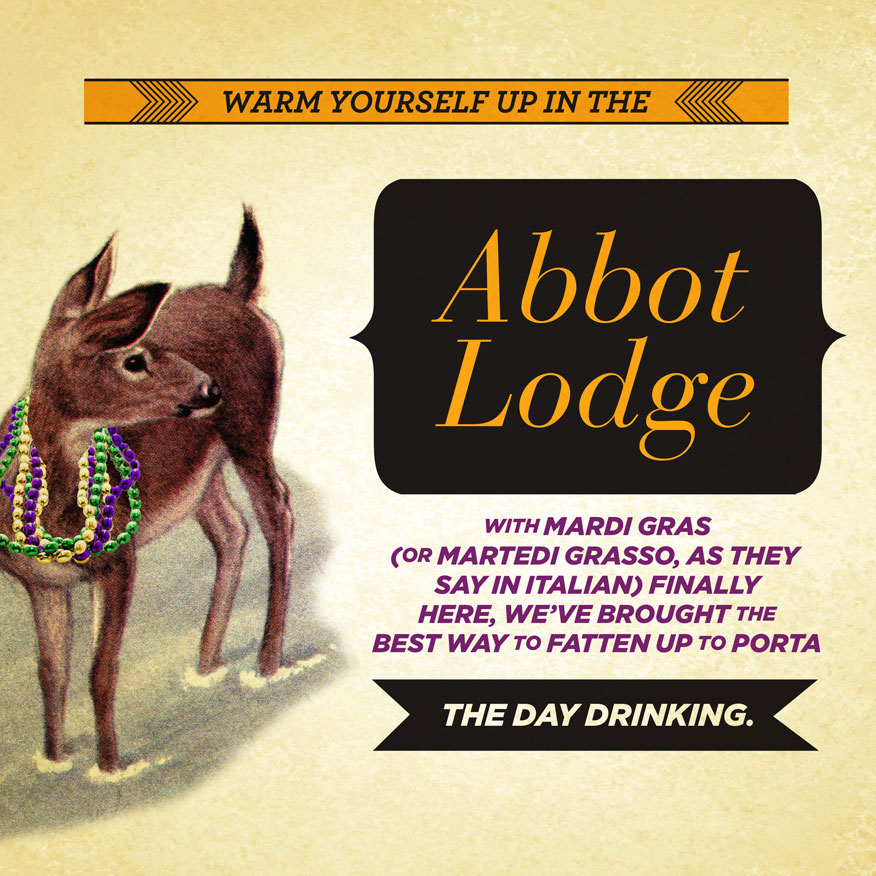 WARM YOURSELF UP IN THE
Abbot
Lodge
WITH MARDI GRAS
(OR MARTEDI GRASSO, AS THEY
SAY IN ITALIAN) FINALLY
HERE, WE'VE BROUGHT THE
BEST WAY TO FATTEN UP TO PORTA
THE DAY DRINKING.